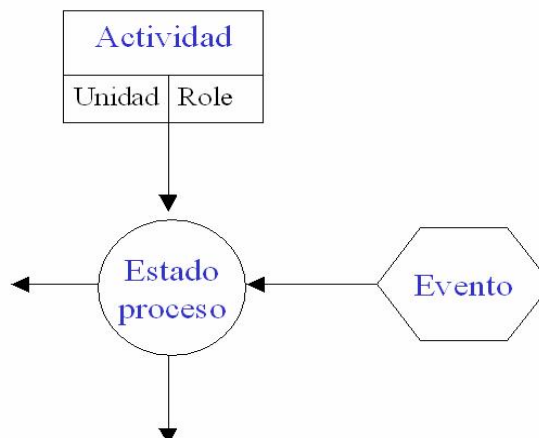 Actividad
Unidad Role
Estado
proceso
Evento